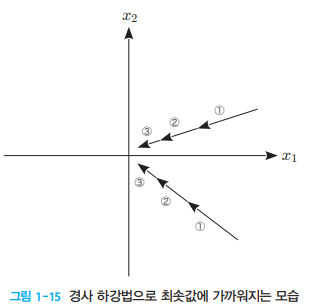 x₂
①
②
③
x₁
③
②
①
그림 1-15 경사 하강법으로 최솟값에 가까워지는 모습